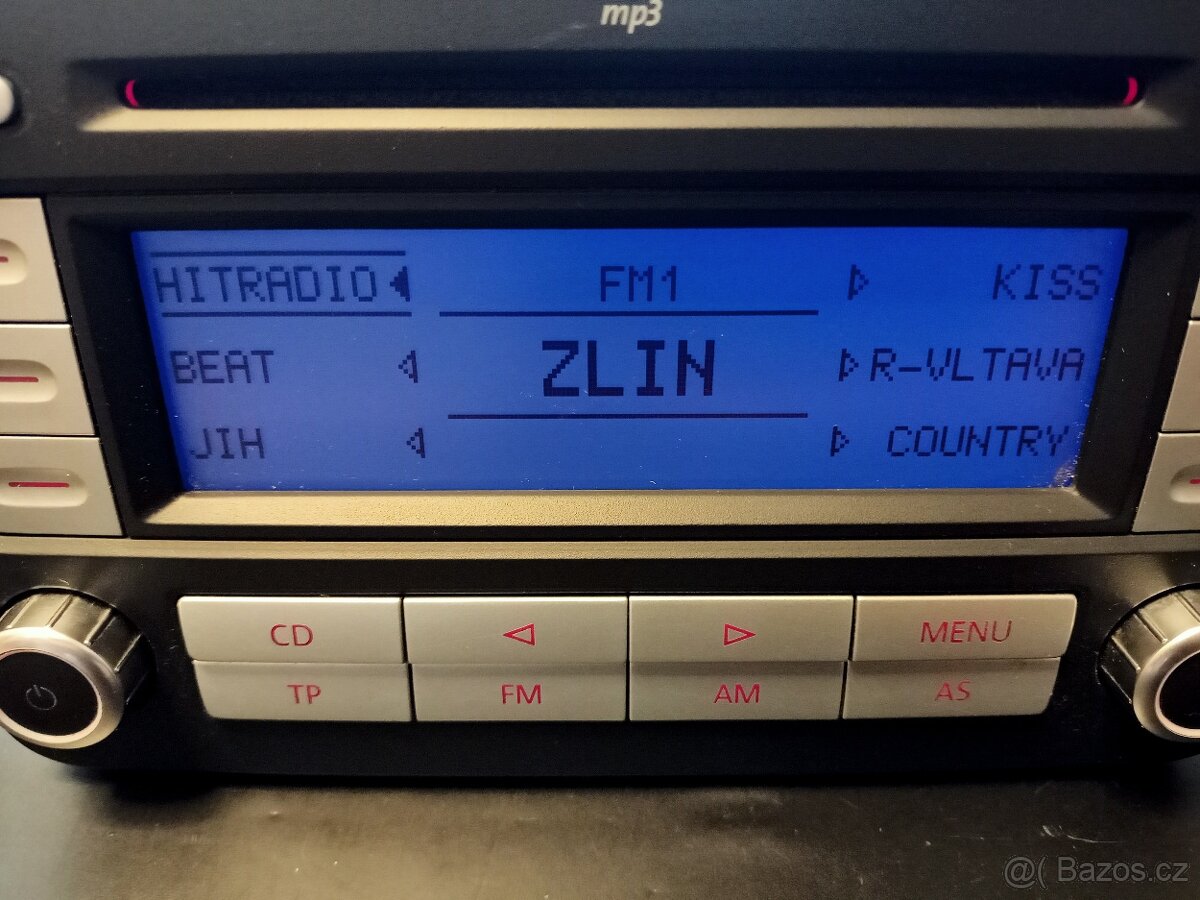 mp3
HITRADIO FM1 KISS
BEAT ZLIN R-VLTAVA
JIH COUNTRY
CD MENU
TP FM AM AS
@( Bazos.cz